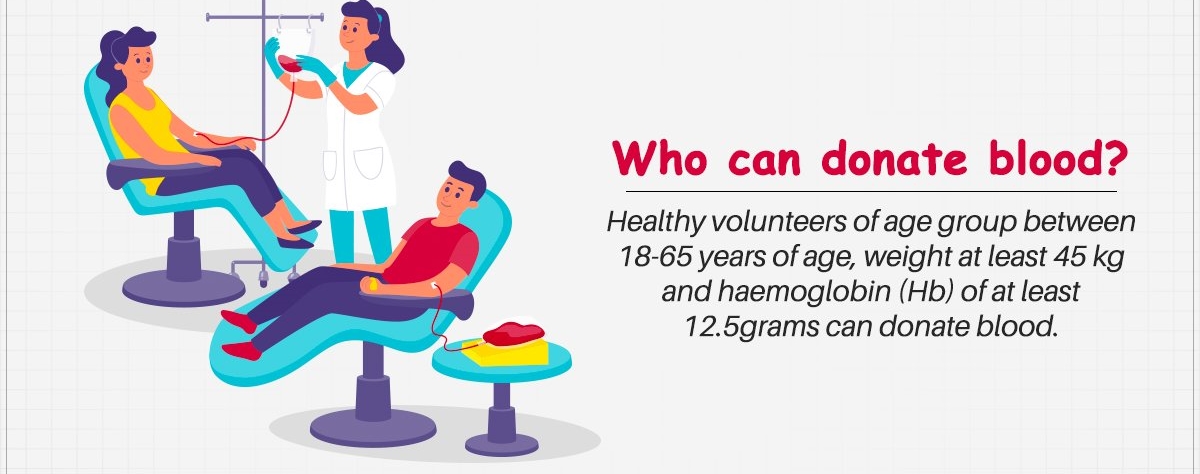 Who can donate blood?
Healthy volunteers of age group between
18-65 years of age, weight at least 45 kg
and haemoglobin (Hb) of at least
12.5grams can donate blood.